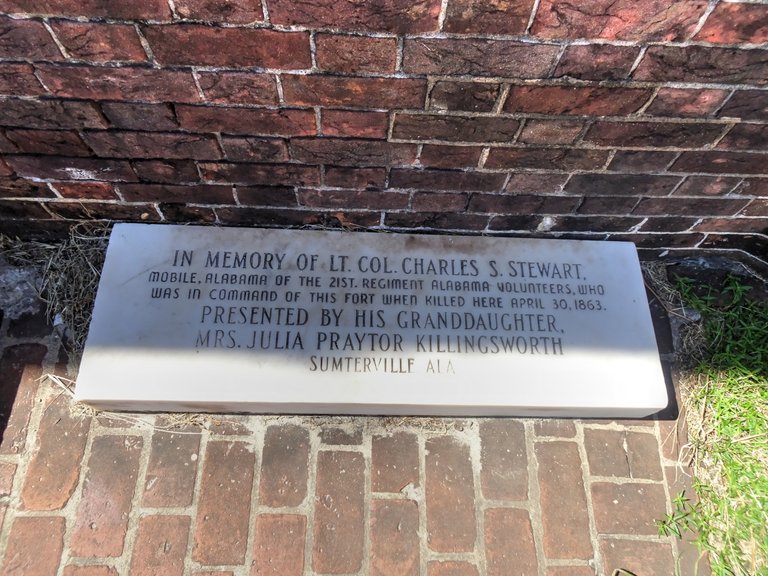 IN MEMORY OF LT. COL. CHARLES S. STEWART,
MOBILE, ALABAMA OF THE 21ST. REGIMENT ALABAMA VOLUNTEERS, WHO
WAS IN COMMAND OF THIS FORT WHEN KILLED HERE APRIL 30, 1863.
PRESENTED BY HIS GRANDDAUGHTER,
MRS. JULIA PRAYTOR KILLINGSWORTH
SUMTERVILLE ALA